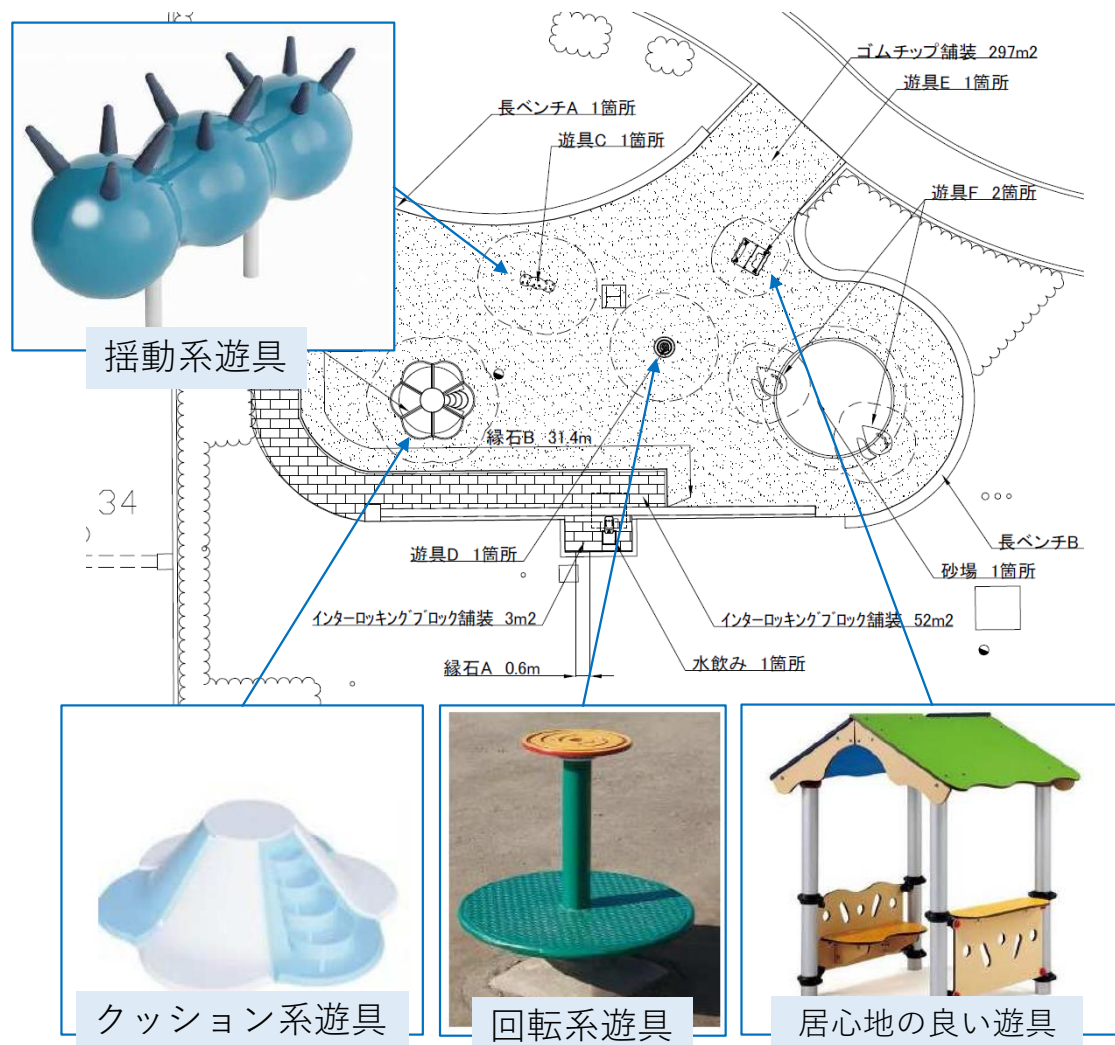 ゴムチップ舗装 297m2
遊具E 1箇所
長ベンチA 1箇所
遊具C 1箇所
遊具F 2箇所
揺動系遊具
縁石B 31.4m
34
長ベンチB
遊具D 1箇所
砂場 1箇所
インターロッキングブロック舗装 3m2
インターロッキングブロック舗装 52m2
縁石A 0.6m
水飲み 1箇所
クッション系遊具
回転系遊具
居心地の良い遊具